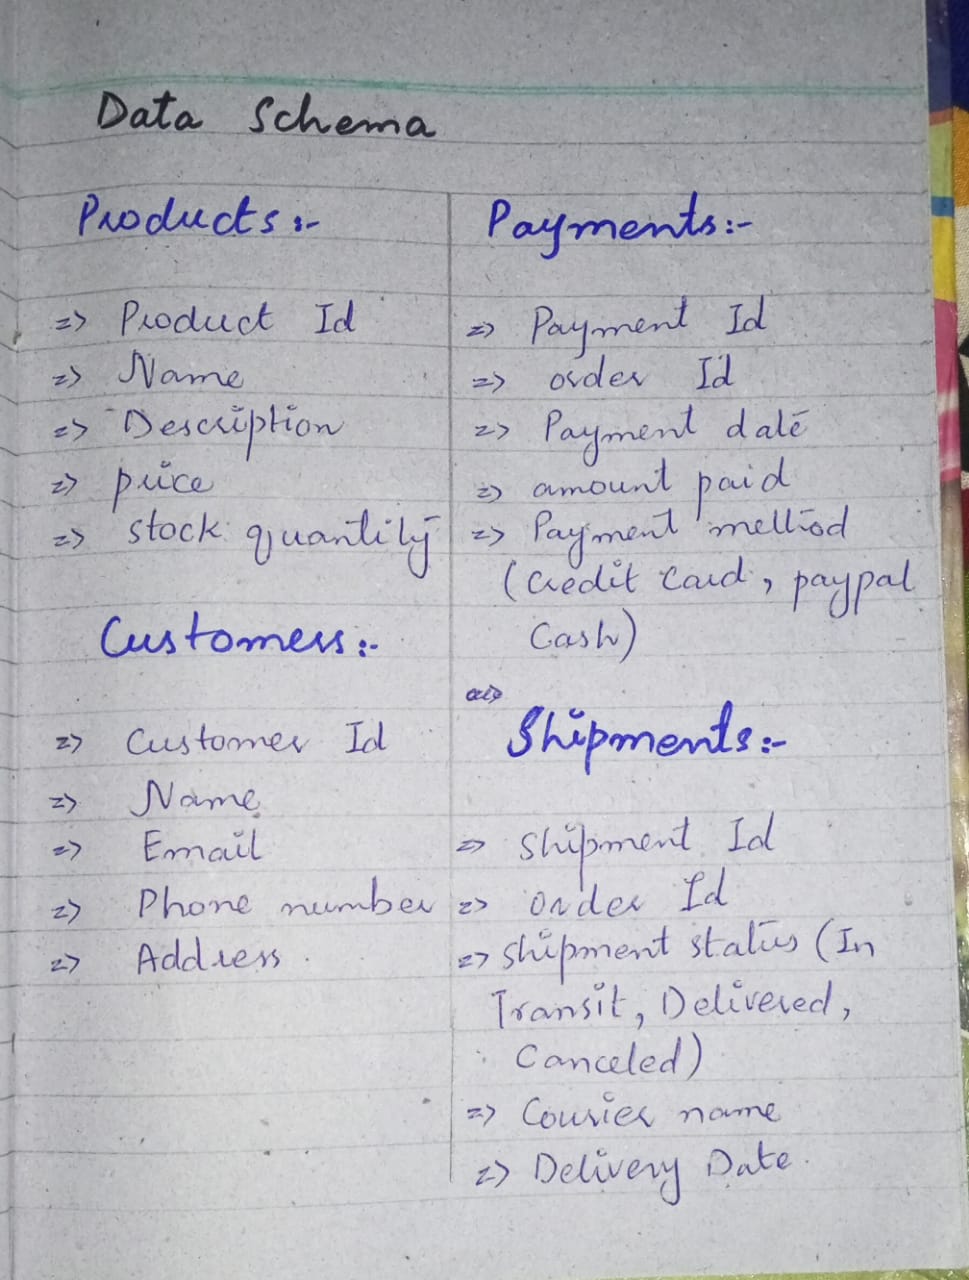 Data Schema
Products:-
=> Product Id
=> Name
=> Description
=> price
=> stock quantity
Customers:-
=> Customer Id
=> Name
=> Email
=> Phone number
=> Address.
Payments:-
=> Payment Id
=> order Id
=> Payment date
=> amount paid
=> Payment method
(credit card, paypal
Cash)
Shipments:-
=> Shipment Id
=> Order Id
=> Shipment status (In
Transit, Delivered,
Canceled)
=> Courier name
=> Delivery Date.